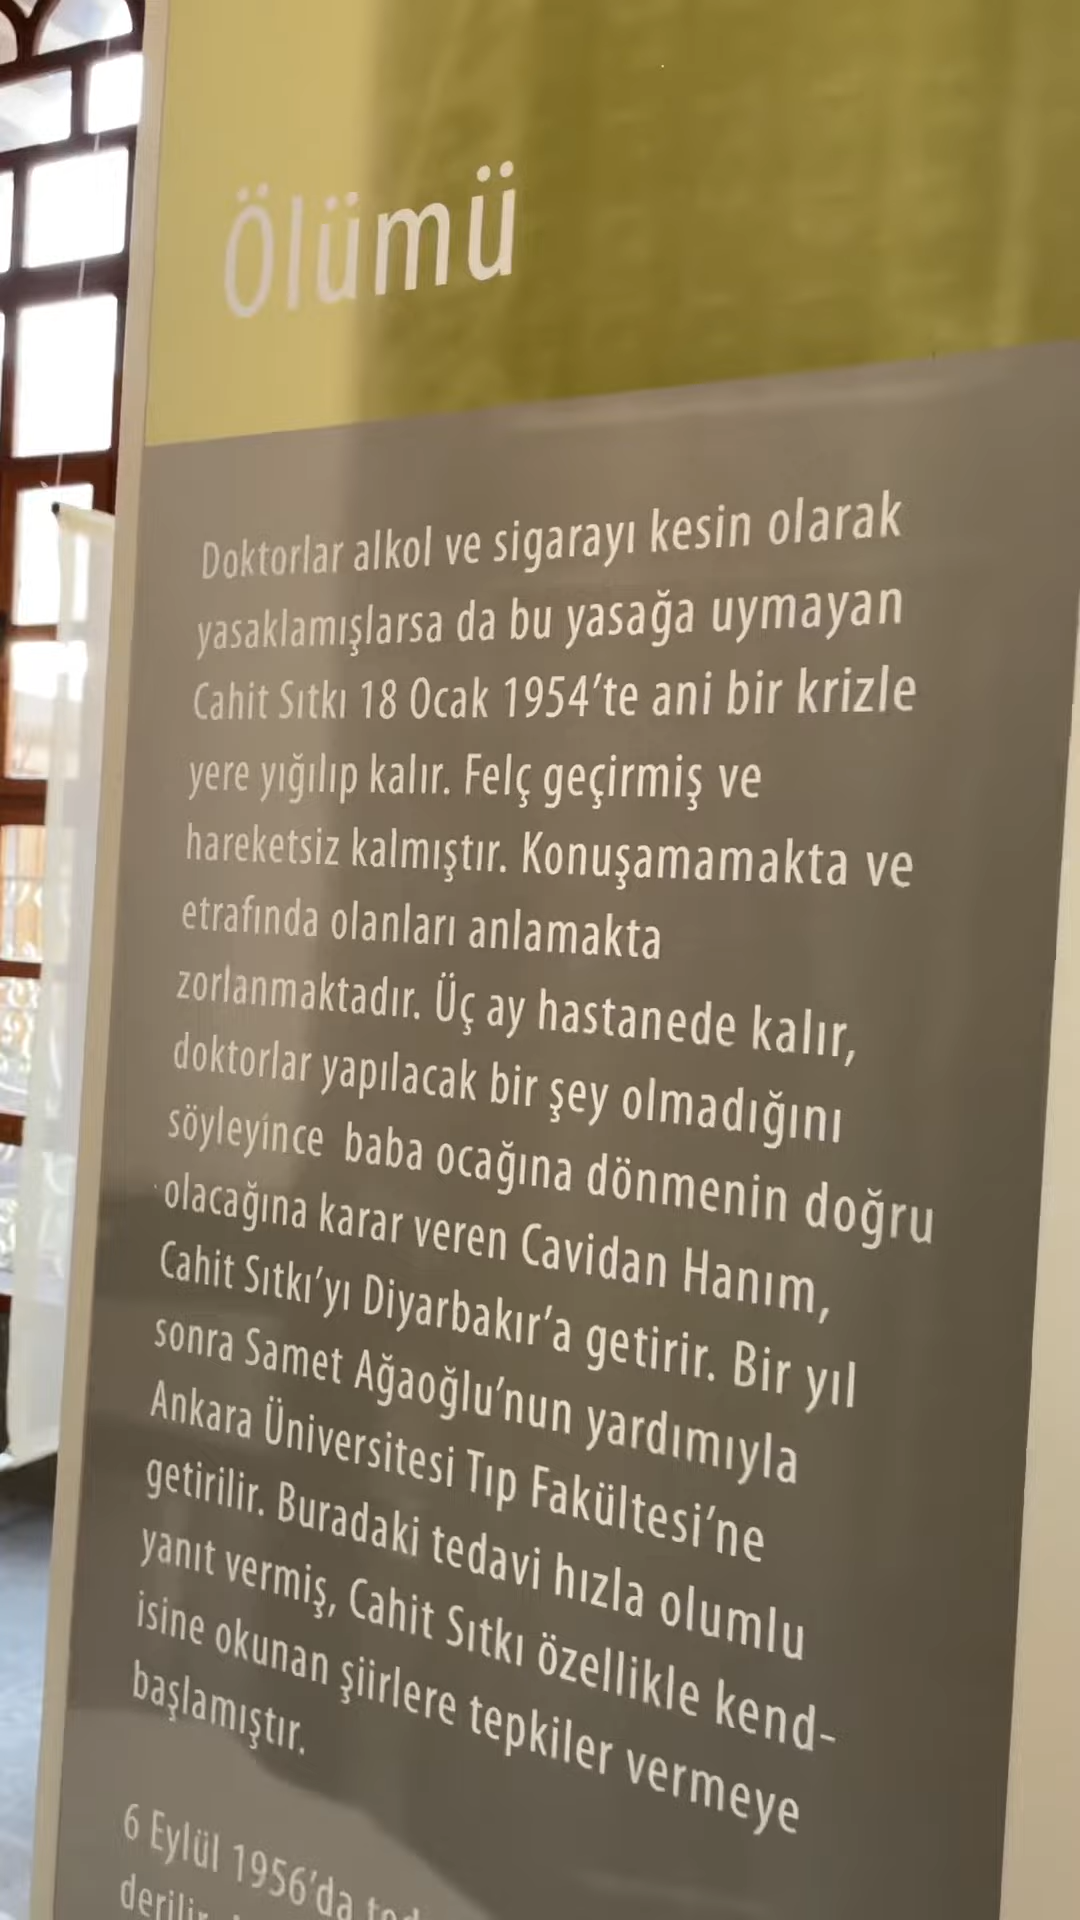 Ölümü
Doktorlar alkol ve sigarayı kesin olarak
yasaklamışlarsa da bu yasağa uymayan
Cahit Sıtkı 18 Ocak 1954’te ani bir krizle
yere yığılıp kalır. Felç geçirmiş ve
hareketsiz kalmıştır. Konuşamamakta ve
etrafında olanları anlamakta
zorlanmaktadır. Üç ay hastanede kalır,
doktorlar yapılacak bir şey olmadığını
söyleyince baba ocağına dönmenin doğru
olacağına karar veren Cavidan Hanım,
Cahit Sıtkı’yı Diyarbakır’a getirir. Bir yıl
sonra Samet Ağaoğlu’nun yardımıyla
Ankara Üniversitesi Tıp Fakültesi’ne
getirilir. Buradaki tedavi hızla olumlu
yanıt vermiş, Cahit Sıtkı özellikle kend-
isine okunan şiirlere tepkiler vermeye
başlamıştır.
6 Eylül 1956’da
derilir.